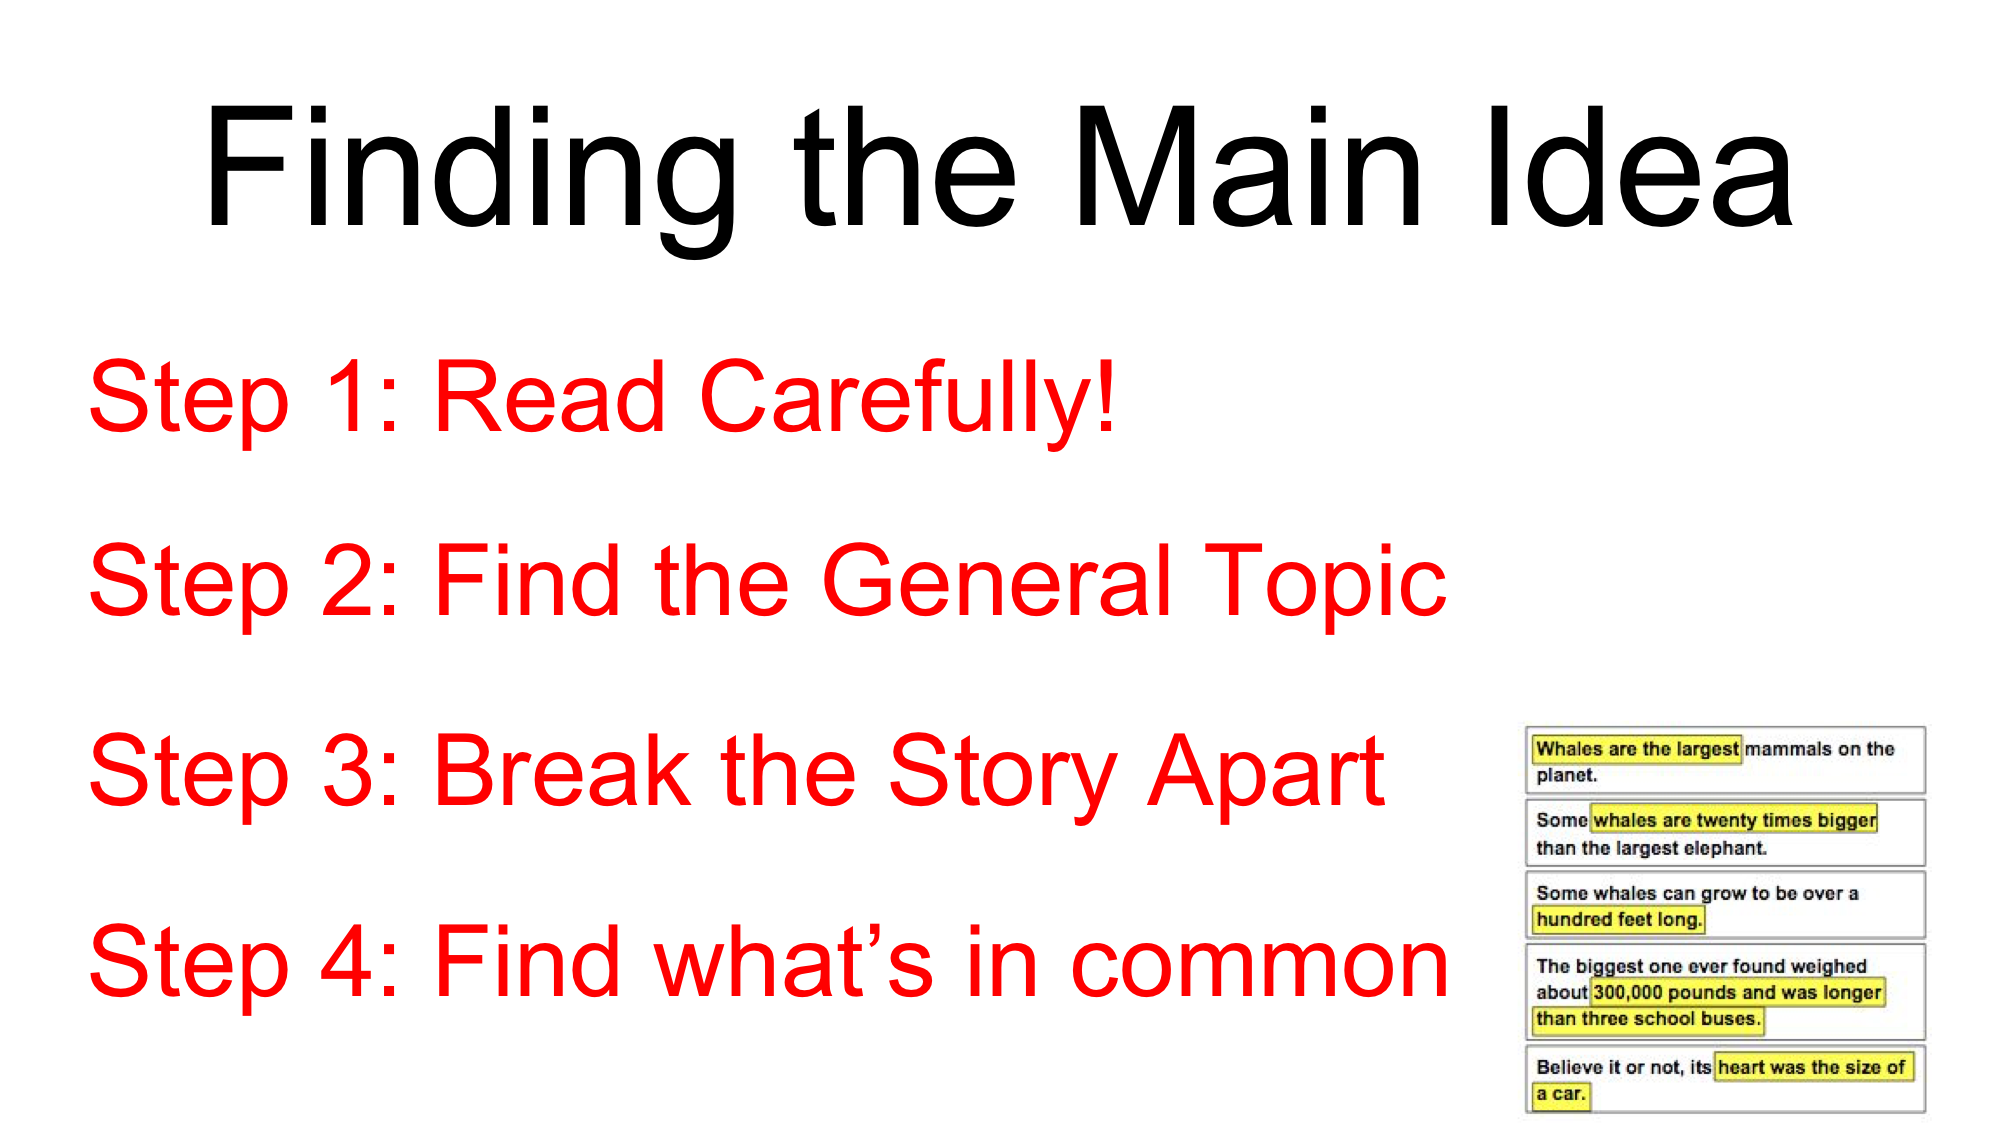 Finding the Main Idea
Step 1: Read Carefully!
Step 2: Find the General Topic
Step 3: Break the Story Apart
Step 4: Find what’s in common
Whales are the largest mammals on the
planet.
Some whales are twenty times bigger
than the largest elephant.
Some whales can grow to be over a
hundred feet long.
The biggest one ever found weighed
about 300,000 pounds and was longer
than three school buses.
Believe it or not, its heart was the size of
a car.